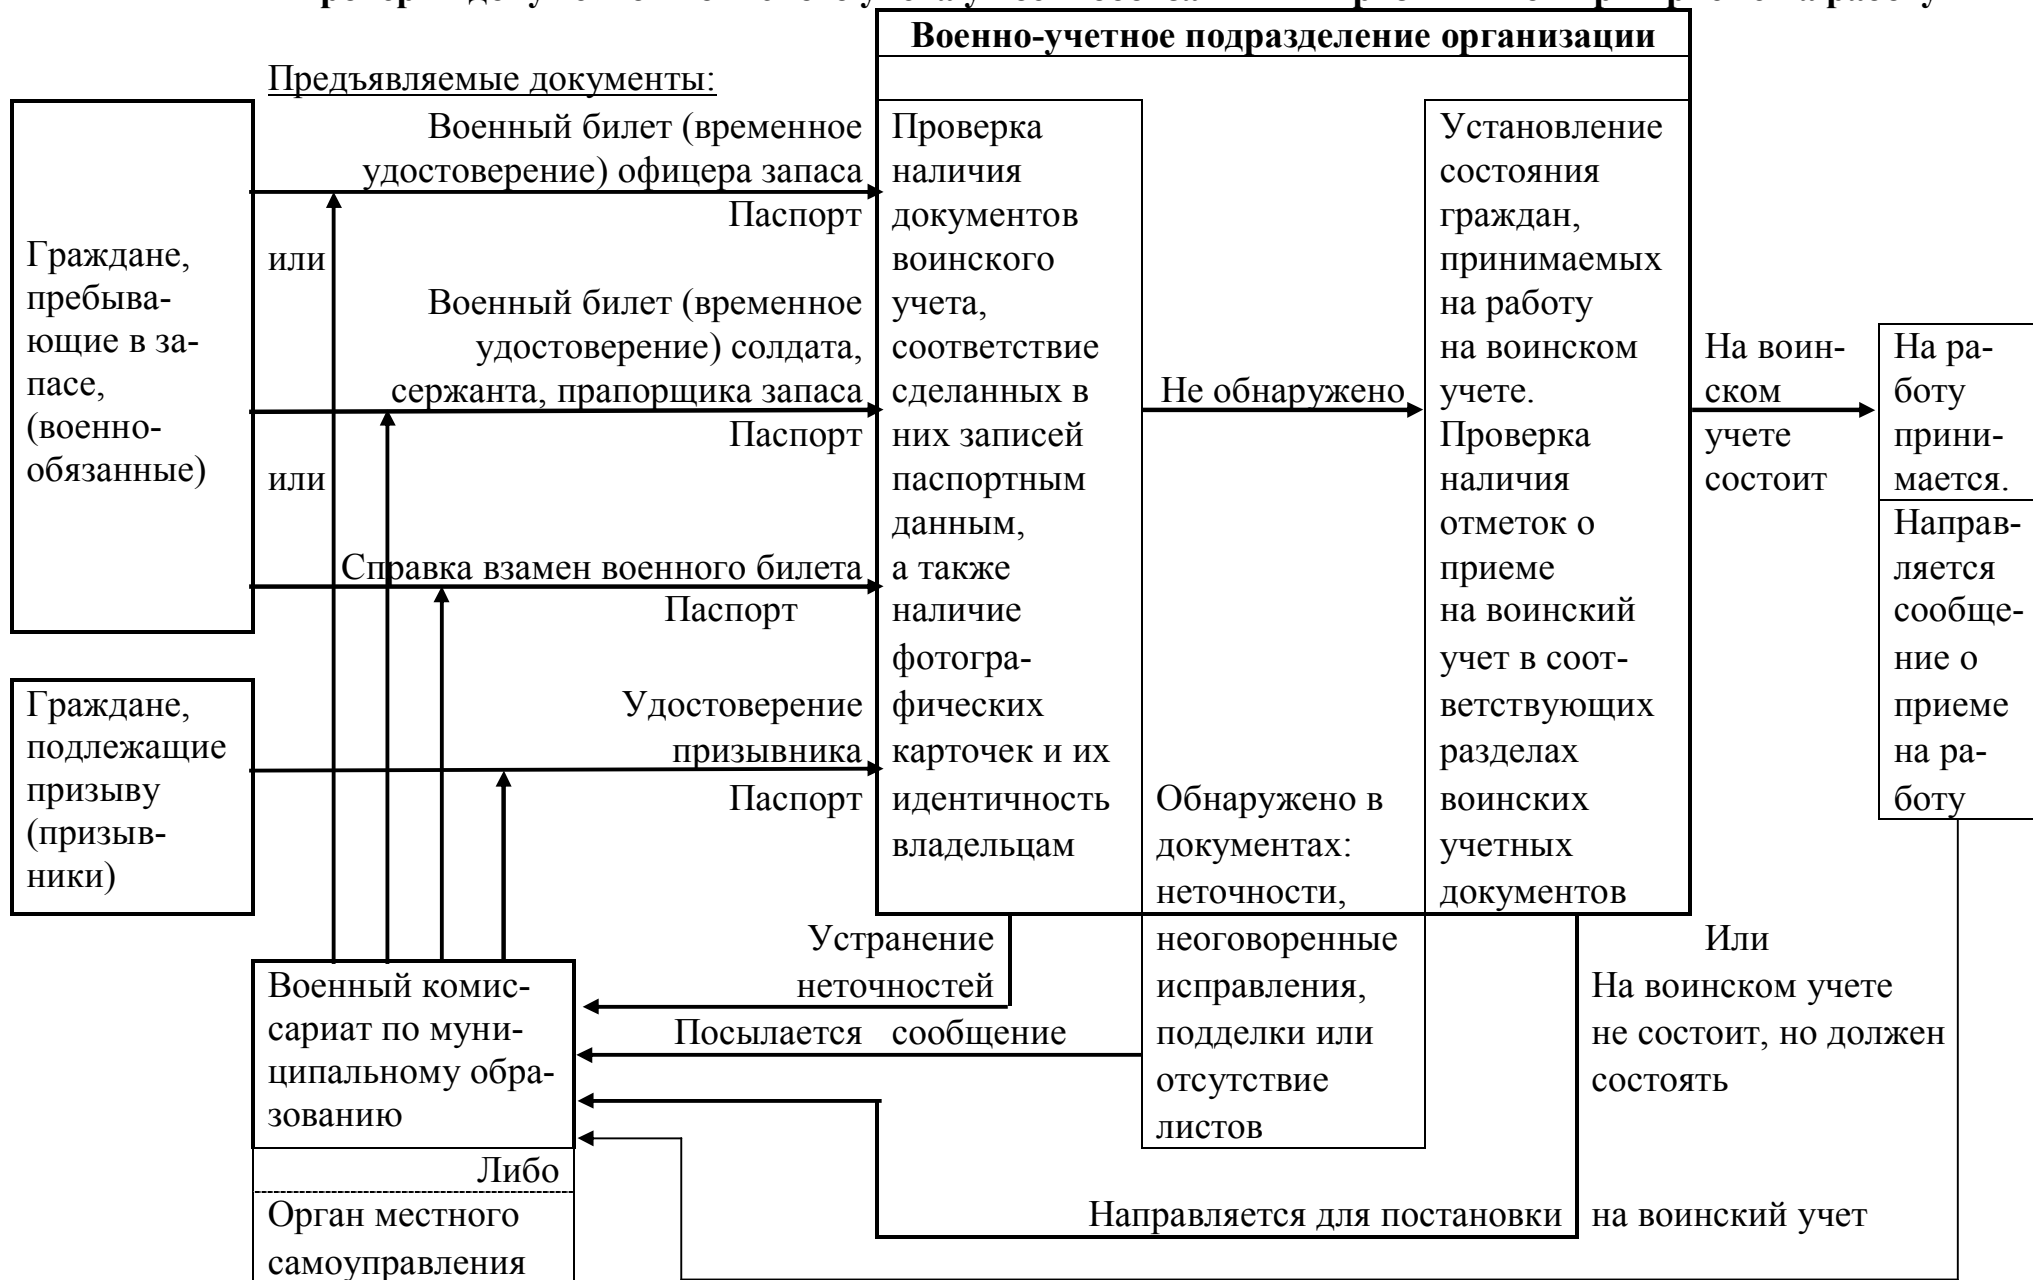 на работу
Военно-учетное подразделение организации
Предъявляемые документы:
Граждане,
пребыва-
ющие в за-
пасе,
(военно-
обязанные)
Военный билет (временное
удостоверение) офицера запаса
Паспорт
или
Военный билет (временное
удостоверение) солдата,
сержанта, прапорщика запаса
Паспорт
или
Справка взамен военного билета
Паспорт
Граждане,
подлежащие
призыву
(призыв-
ники)
Удостоверение
призывника
Паспорт
Проверка
наличия
документов
воинского
учета,
соответствие
сделанных в
них записей
паспортным
данным,
а также
наличие
фотогра-
фических
карточек и их
идентичность
владельцам
Не обнаружено
Обнаружено в
документах:
неточности,
неоговоренные
исправления,
подделки или
отсутствие
листов
Установление
состояния
граждан,
принимаемых
на работу
на воинском
учете.
Проверка
наличия
отметок о
приеме
на воинский
учет в соот-
ветствующих
разделах
воинских
учетных
документов
На воин-
ском
учете
состоит
На ра-
боту
прини-
мается.
Направ-
ляется
сообще-
ние о
приеме
на ра-
боту
Устранение
неточностей
Посылается сообщение
Или
На воинском учете
не состоит, но должен
состоять
Направляется для постановки на воинский учет
Военный комис-
сариат по муни-
ципальному обра-
зованию
Либо
Орган местного
самоуправления